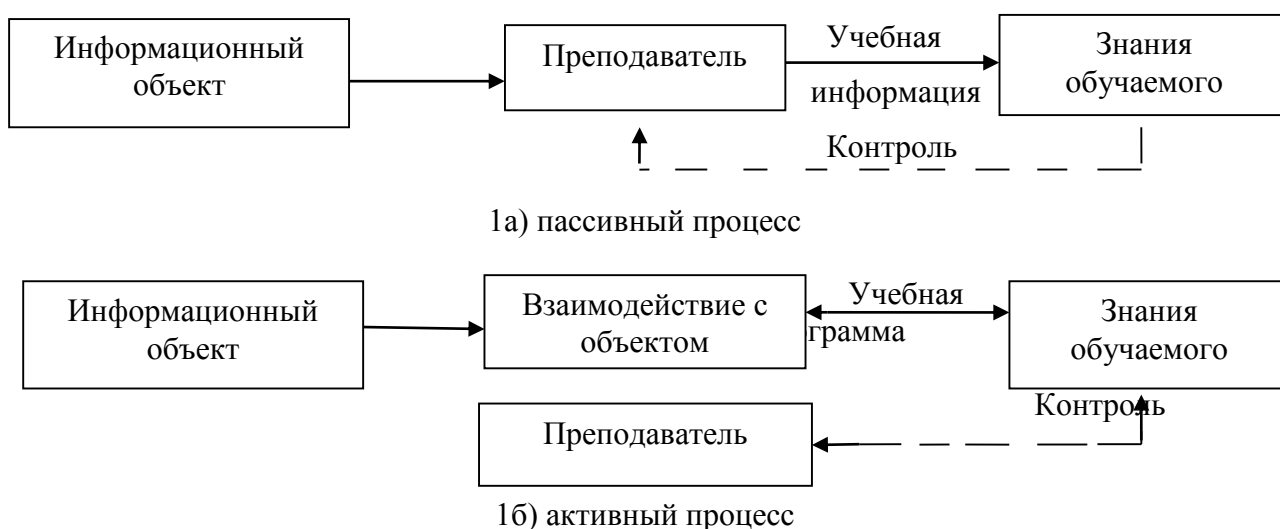 Информационный
объект
Преподаватель
Учебная
информация
Знания
обучаемого
Контроль
1а) пассивный процесс
Информационный
объект
Взаимодействие с
объектом
Учебная
ограмма
Знания
обучаемого
Контроль
Преподаватель
1б) активный процесс